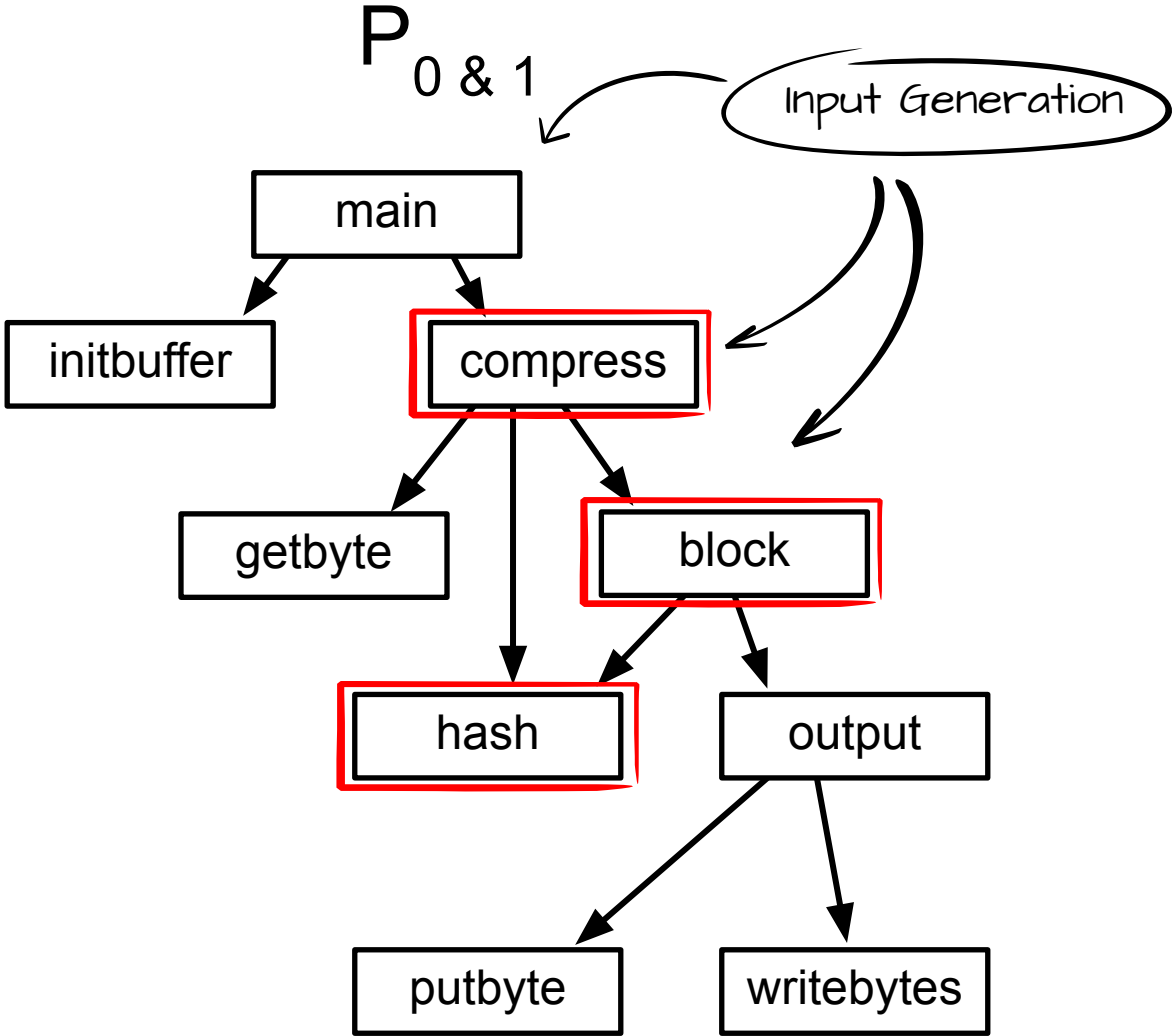 P0 & 1
Input Generation
main
initbuffer
compress
getbyte
block
hash
output
putbyte
writebytes